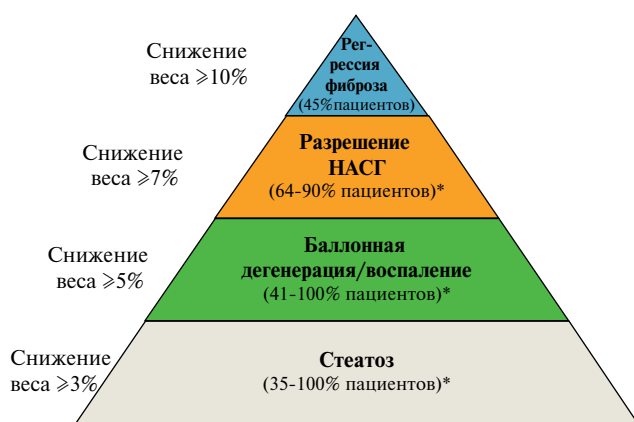 Снижение
веса ⩾10%
Рег-
рессия
фиброза
(45%пациентов)
Снижение
веса ⩾7%
Разрешение
НАСГ
(64-90% пациентов)*
Снижение
веса ⩾5%
Баллонная
дегенерация/воспаление
(41-100% пациентов)*
Снижение
веса ⩾3%
Стеатоз
(35-100% пациентов)*